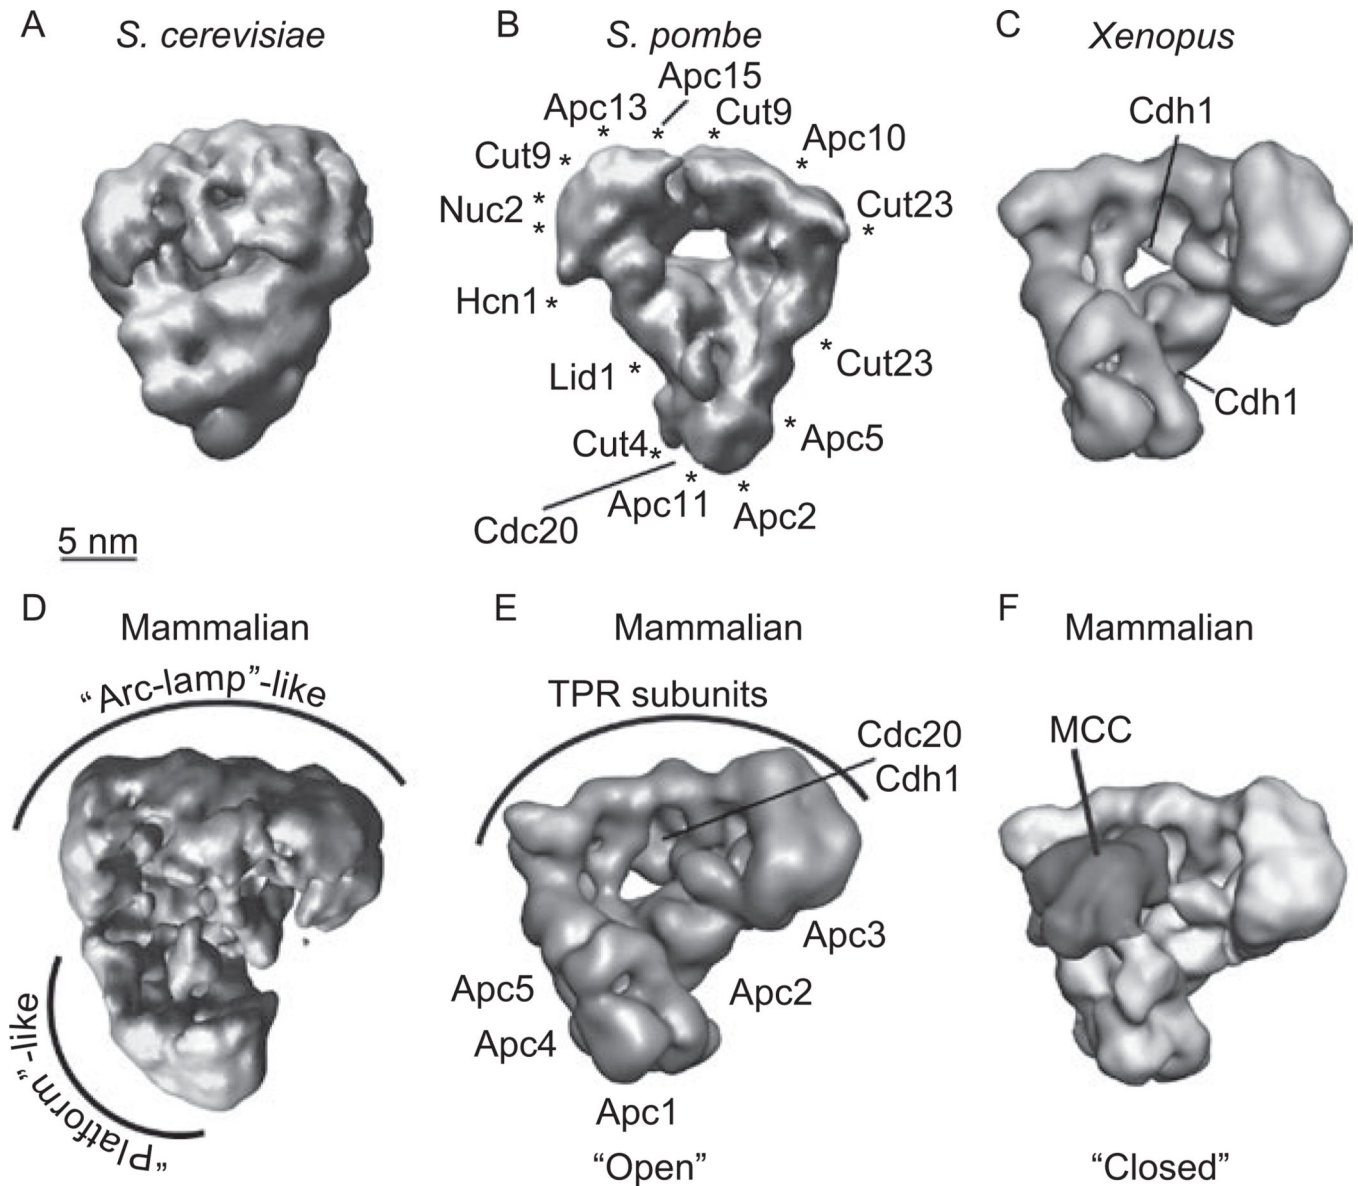 A
S. cerevisiae
5 nm
B
S. pombe
Apc15
Apc13
*
*
Cut9
*
Apc10
*
Cut9 *
Nuc2 *
*
Cut23
*
Hcn1 *
Lid1 *
*
Cut23
Cut4 *
* Apc5
Apc11
*
*
Apc2
Cdc20
C
Xenopus
Cdh1
Cdh1
D
Mammalian
“Arc-lamp”-like
“Platform”-like
E
Mammalian
TPR subunits
Cdc20
Cdh1
Apc3
Apc2
Apc5
Apc4
Apc1
“Open”
F
Mammalian
MCC
“Closed”